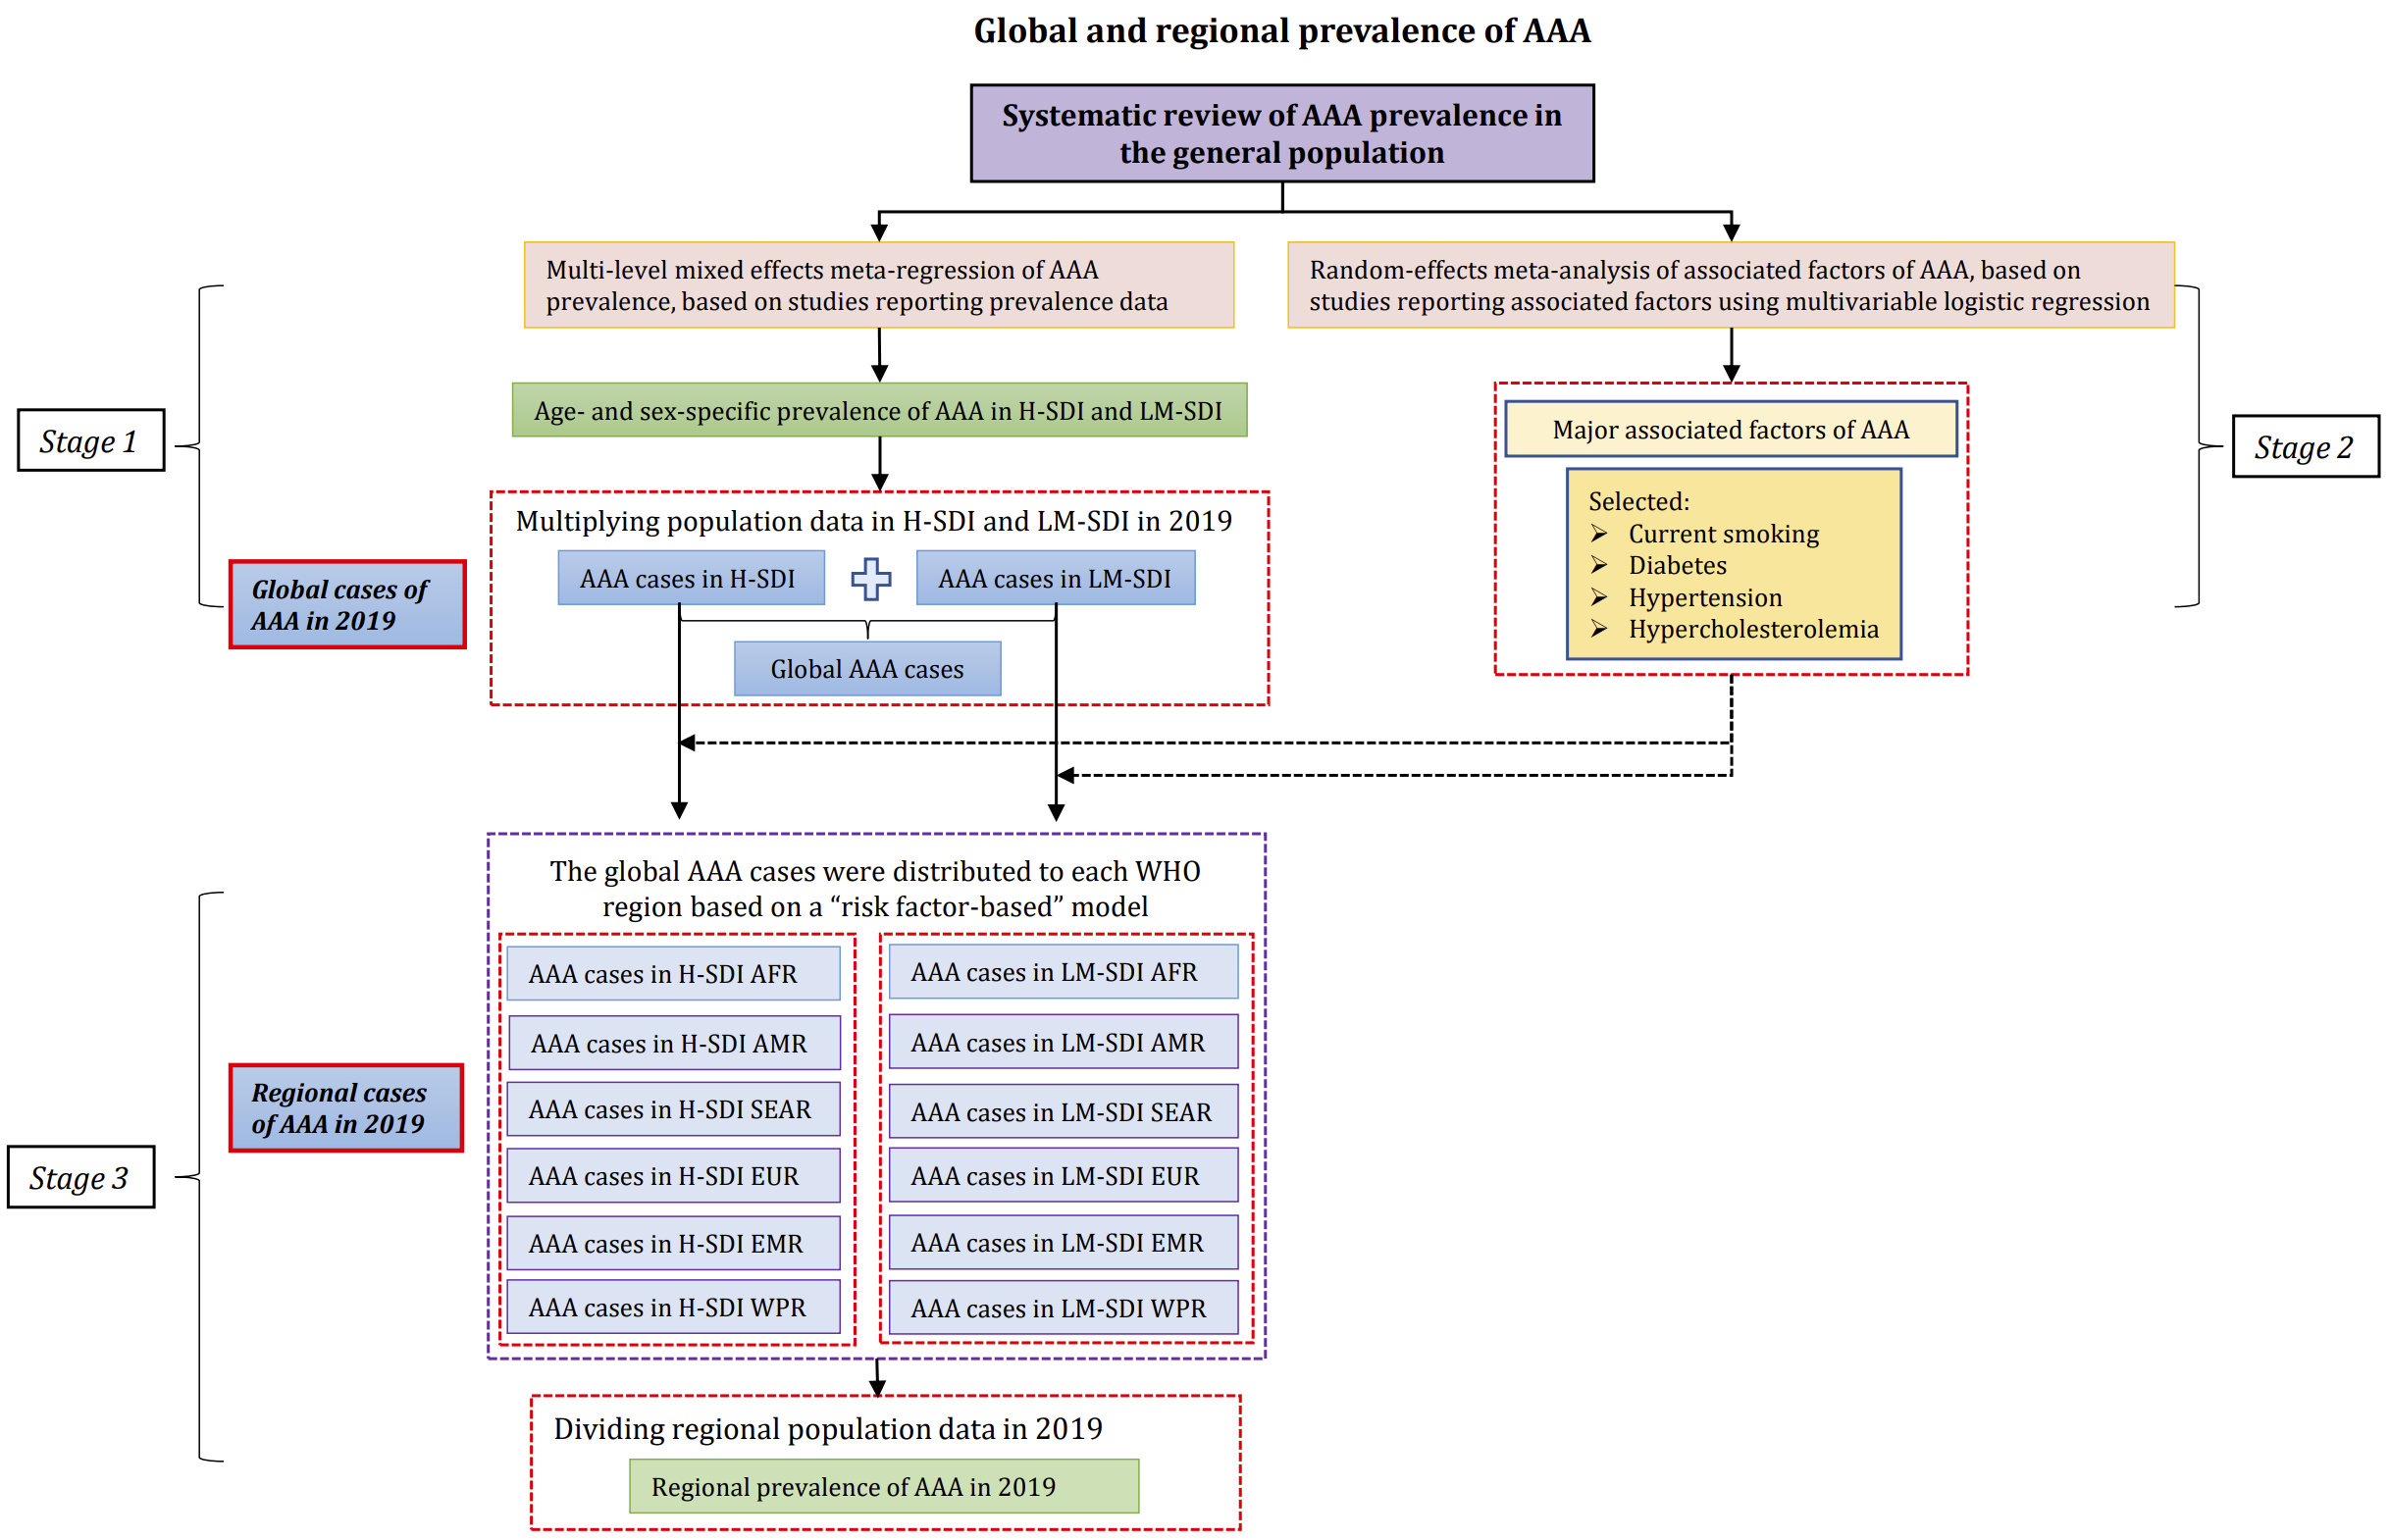 Global and regional prevalence of AAA
Systematic review of AAA prevalence in
the general population
Multi-level mixed effects meta-regression of AAA
prevalence, based on studies reporting prevalence data
Random-effects meta-analysis of associated factors of AAA, based on
studies reporting associated factors using multivariable logistic regression
Stage 1
Age- and sex-specific prevalence of AAA in H-SDI and LM-SDI
Major associated factors of AAA
Stage 2
Selected:
Current smoking
Diabetes
Hypertension
Hypercholesterolemia
Multiplying population data in H-SDI and LM-SDI in 2019
AAA cases in H-SDI
AAA cases in LM-SDI
Global AAA cases
Global cases of
AAA in 2019
The global AAA cases were distributed to each WHO
region based on a “risk factor-based” model
AAA cases in H-SDI AFR
AAA cases in H-SDI AMR
AAA cases in H-SDI SEAR
AAA cases in H-SDI EUR
AAA cases in H-SDI EMR
AAA cases in H-SDI WPR
AAA cases in LM-SDI AFR
AAA cases in LM-SDI AMR
AAA cases in LM-SDI SEAR
AAA cases in LM-SDI EUR
AAA cases in LM-SDI EMR
AAA cases in LM-SDI WPR
Regional cases
of AAA in 2019
Stage 3
Dividing regional population data in 2019
Regional prevalence of AAA in 2019